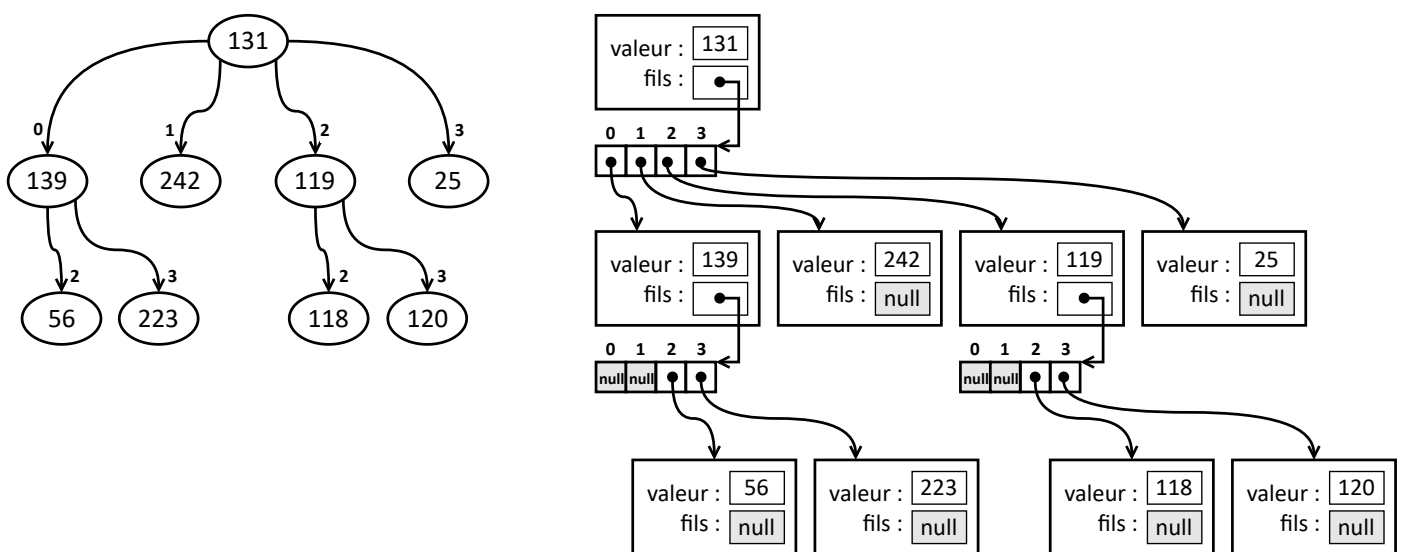 131
0 1 2 3
139 242 119 25
2 3 2 3
56 223 118 120
valeur : 131
fils :
0 1 2 3
valeur : 139
fils :
valeur : 242
fils : null
valeur : 119
fils :
valeur : 25
fils : null
0 1 2 3
null null
0 1 2 3
null null
valeur : 56
fils : null
valeur : 223
fils : null
valeur : 118
fils : null
valeur : 120
fils : null